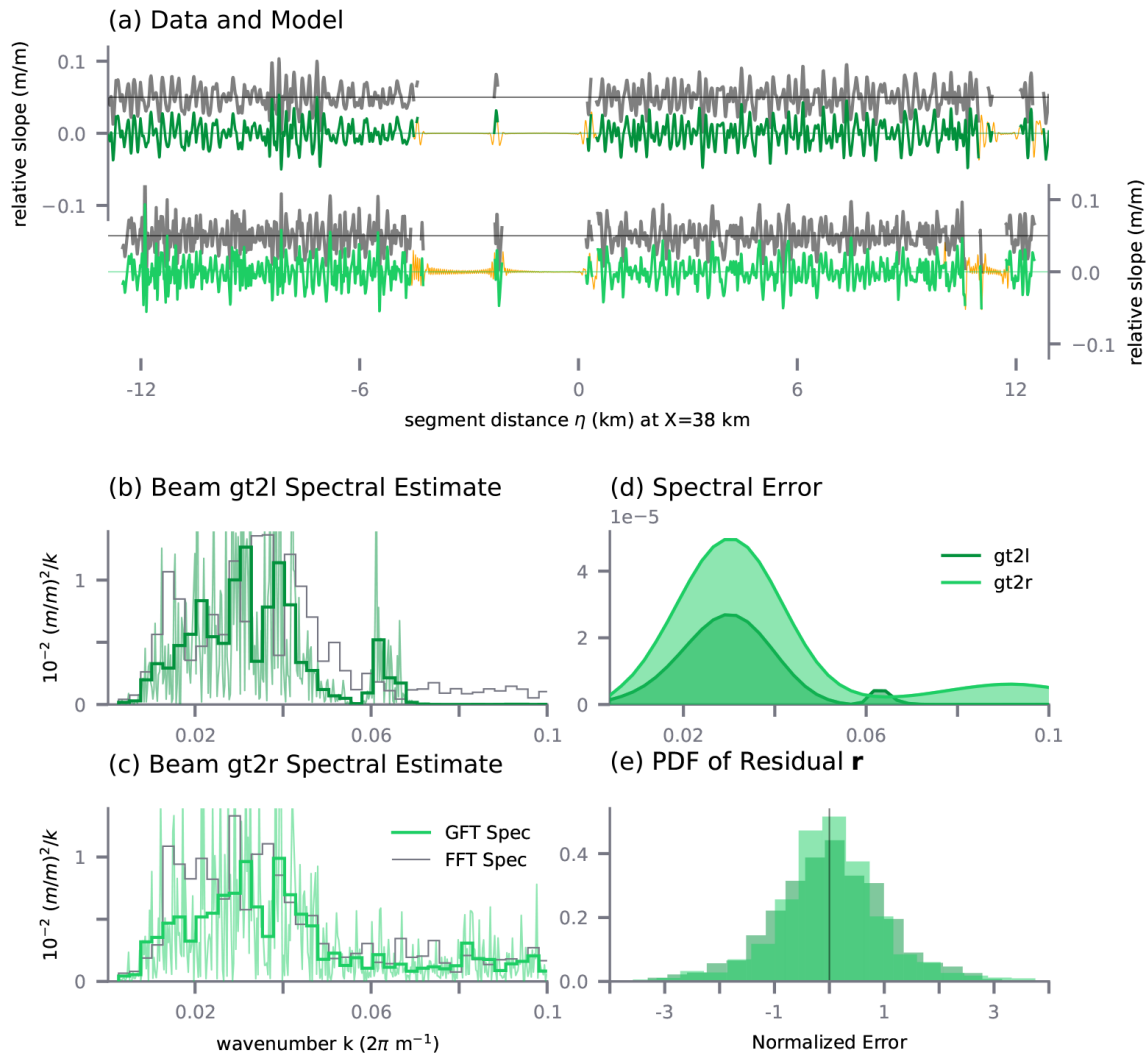 (a) Data and Model
relative slope (m/m)
0.1
0.0
−0.1
0.1
0.0
−0.1
relative slope (m/m)
-12 -6 0 6 12
segment distance η (km) at X=38 km
(b) Beam gt2l Spectral Estimate
10⁻² (m/m)²/k
1
0
0.02 0.06 0.1
(d) Spectral Error
1e−5
4
2
0
gt2l
gt2r
0.02 0.06 0.1
(c) Beam gt2r Spectral Estimate
10⁻² (m/m)²/k
1
0
GFT Spec
FFT Spec
0.02 0.06 0.1
wavenumber k (2π m⁻¹)
(e) PDF of Residual r
0.4
0.2
0.0
-3 -1 1 3
Normalized Error